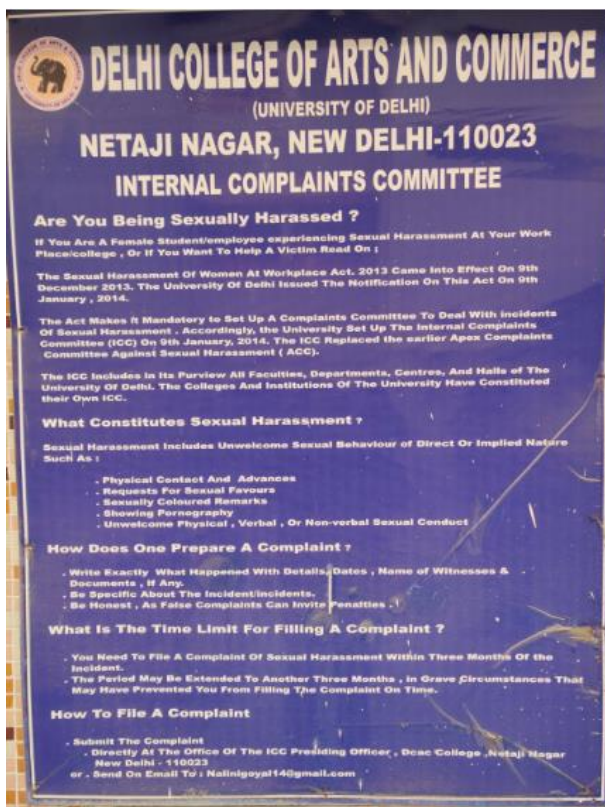 DELHI COLLEGE OF ARTS AND COMMERCE
(UNIVERSITY OF DELHI)
NETAJI NAGAR, NEW DELHI-110023
INTERNAL COMPLAINTS COMMITTEE
Are You Being Sexually Harassed ?
If You Are A Female Student/employee experiencing Sexual Harassment At Your Work
Place/college , Or If You Want To Help A Victim Read On :
The Sexual Harassment Of Women At Workplace Act. 2013 Came Into Effect On 9th
December 2013. The University Of Delhi Issued The Notification On This Act On 9th
January , 2014.
The Act Makes it Mandatory to Set Up A Complaints Committee To Deal With incidents
Of Sexual Harassment . Accordingly, the University Set Up The Internal Complaints
Committee (ICC) On 9th January, 2014. The ICC Replaced the earlier Apex Complaints
Committee Against Sexual Harassment ( ACC).
The ICC Includes In Its Purview All Faculties, Departments, Centres, And Halls of The
University Of Delhi. The Colleges And Institutions Of The University Have Constituted
their Own ICC.
What Constitutes Sexual Harassment ?
Sexual Harassment Includes Unwelcome Sexual Behaviour of Direct Or Implied Nature
Such As :
. Physical Contact And Advances
. Requests For Sexual Favours
. Sexually Coloured Remarks
. Showing Pornography
. Unwelcome Physical , Verbal , Or Non-verbal Sexual Conduct
How Does One Prepare A Complaint ?
. Write Exactly What Happened With Details, Dates , Name of Witnesses &
Documents , If Any.
. Be Specific About The Incident/incidents.
. Be Honest , As False Complaints Can Invite Penalties .
What Is The Time Limit For Filling A Complaint ?
. You Need To File A Complaint Of Sexual Harassment Within Three Months Of the
Incident.
. The Period May Be Extended To Another Three Months , in Grave Circumstances That
May Have Prevented You From Filling The Complaint On Time.
How To File A Complaint
. Submit The Complaint
. Directly At The Office Of The ICC Presiding Officer , Dcac College ,Netaji Nagar
New Delhi - 110023
or . Send On Email To : Nalinigoyal14@gmail.com